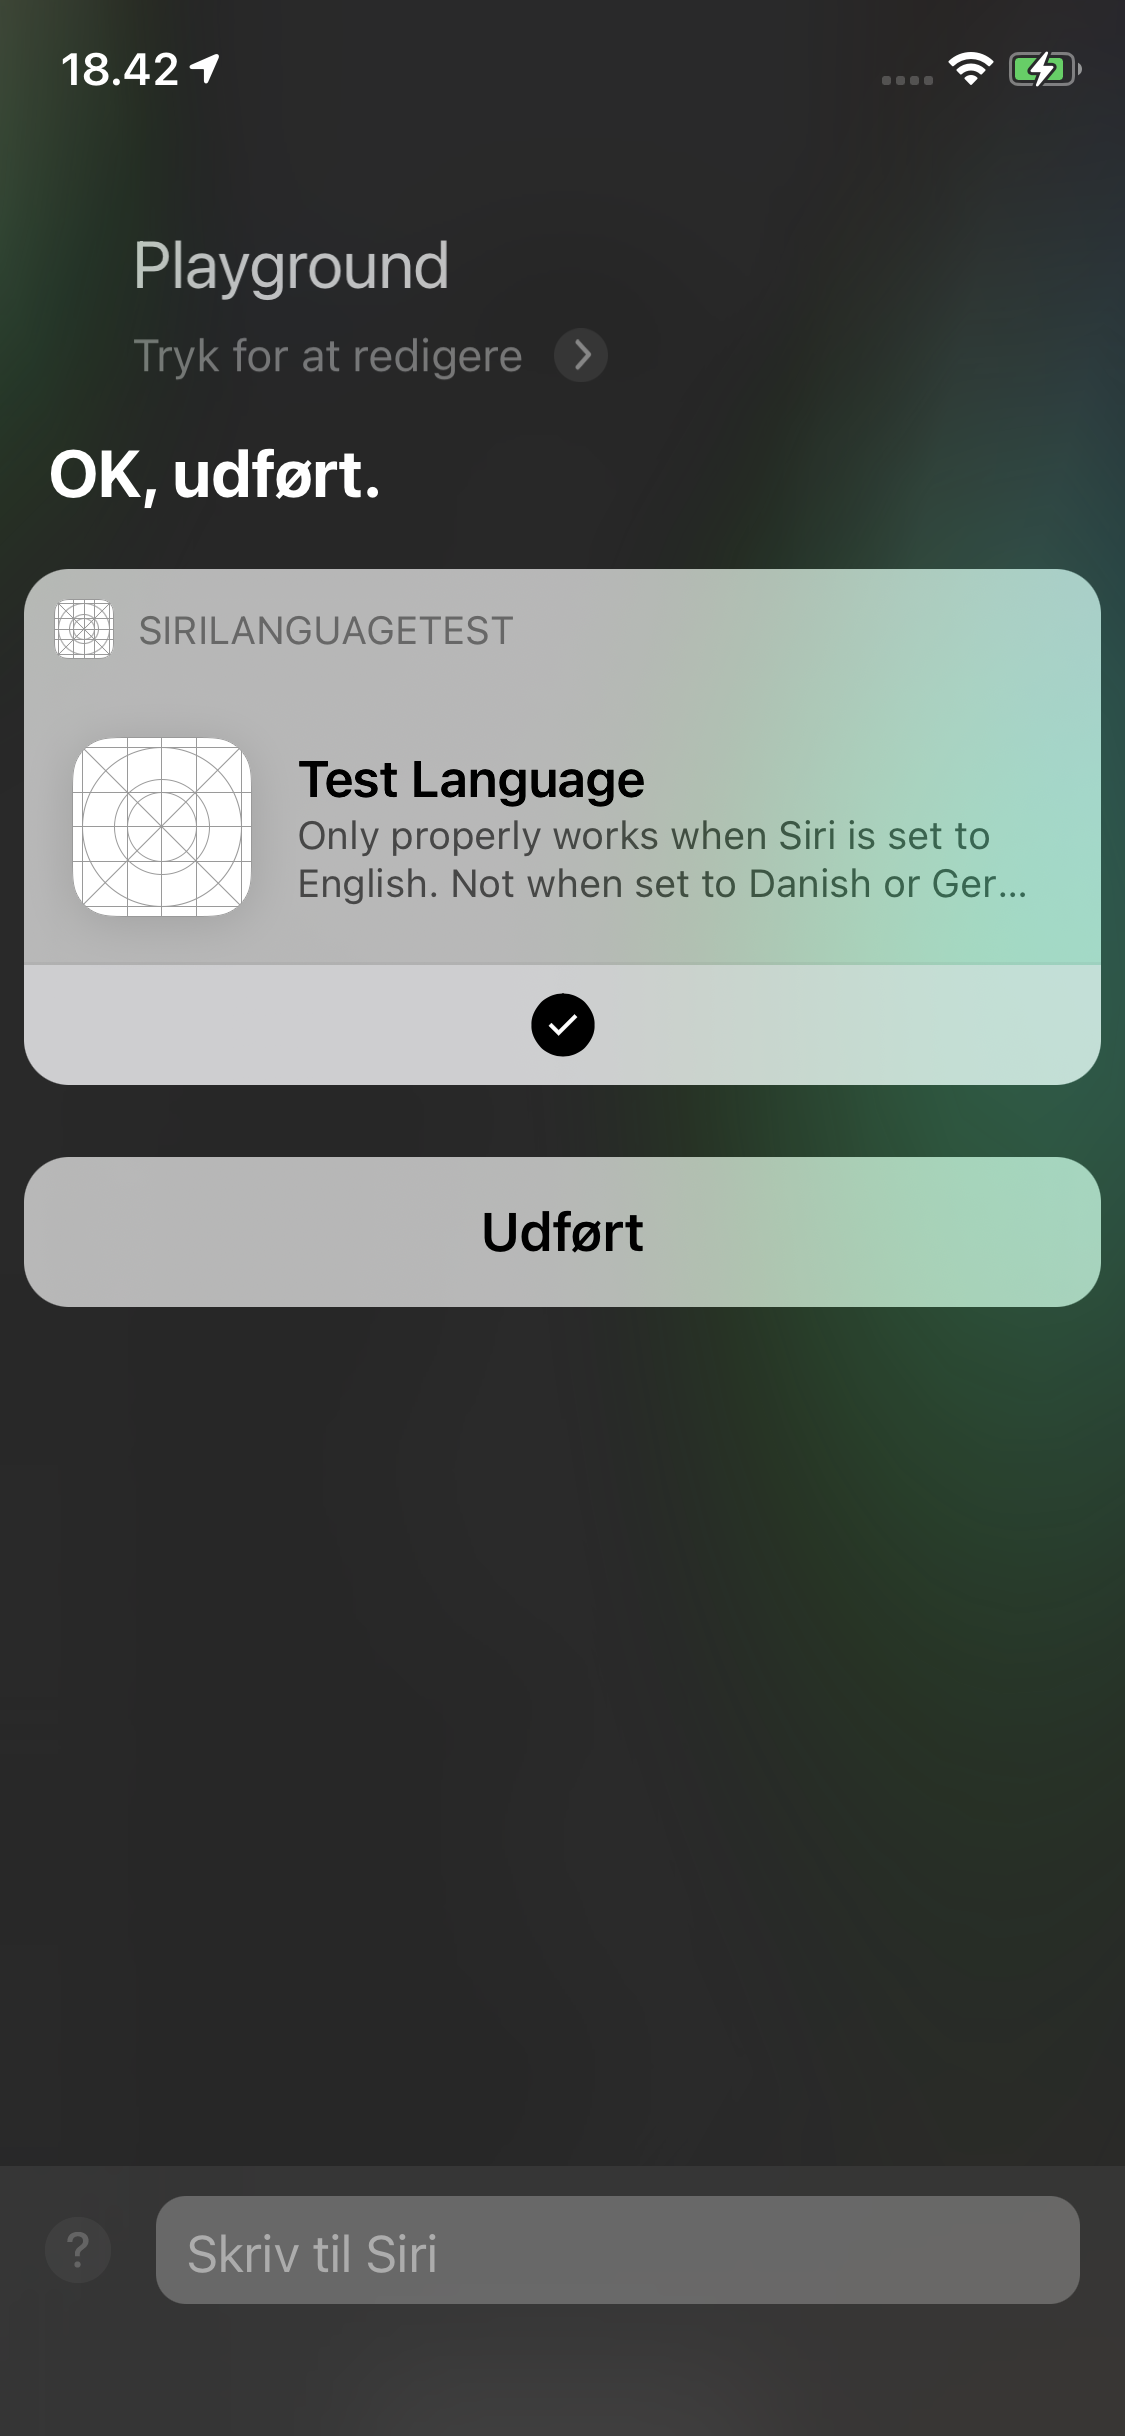 18.42
Playground
Tryk for at redigere
OK, udført.
SIRILANGUAGETEST
Test Language
Only properly works when Siri is set to
English. Not when set to Danish or Ger...
Udført
?
Skriv til Siri